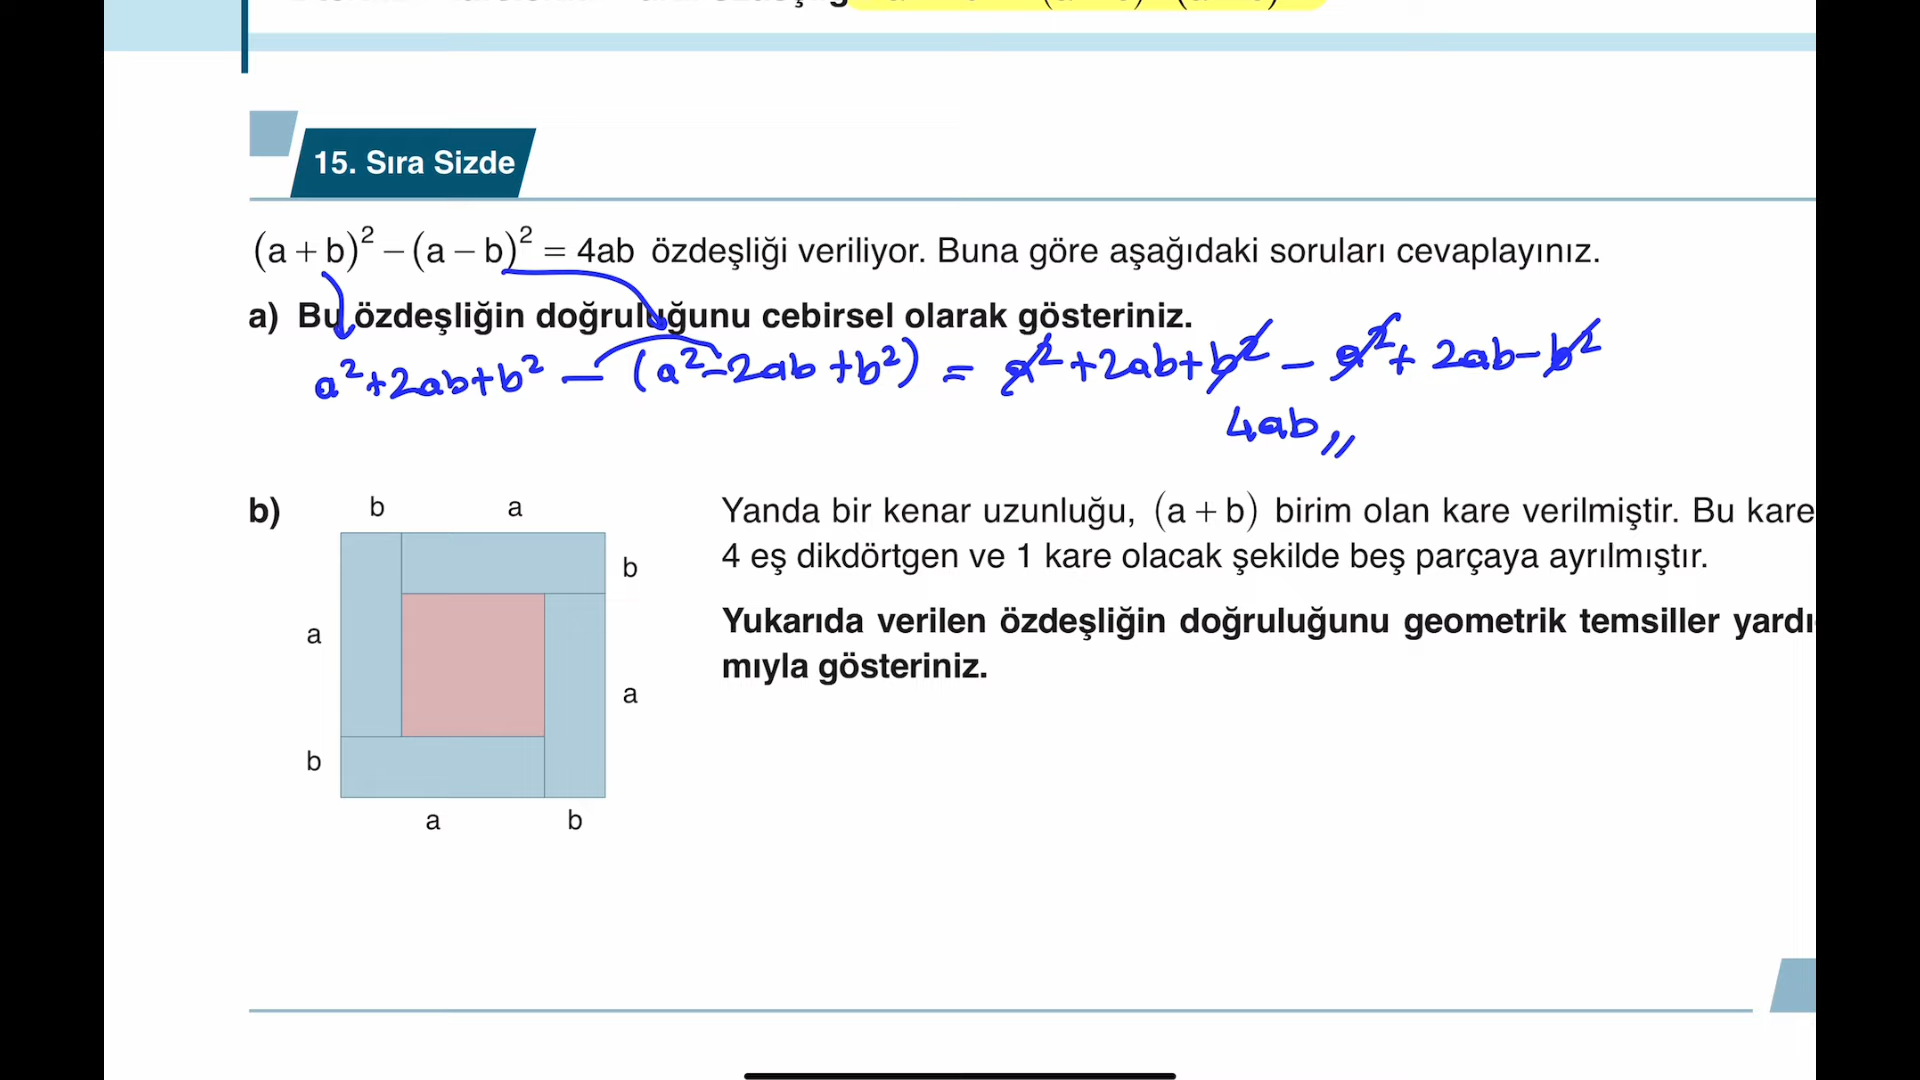 15. Sıra Sizde
(a + b)² − (a − b)² = 4ab özdeşliği veriliyor. Buna göre aşağıdaki soruları cevaplayınız.
a) Bu özdeşliğin doğruluğunu cebirsel olarak gösteriniz.
a²+2ab+b² − (a²−2ab+b²) = a²+2ab+b² − a²+2ab−b²
4ab
b)
b a
b
a
a
b
a b
Yanda bir kenar uzunluğu, (a + b) birim olan kare verilmiştir. Bu kare
4 eş dikdörtgen ve 1 kare olacak şekilde beş parçaya ayrılmıştır.
Yukarıda verilen özdeşliğin doğruluğunu geometrik temsiller yardı
mıyla gösteriniz.